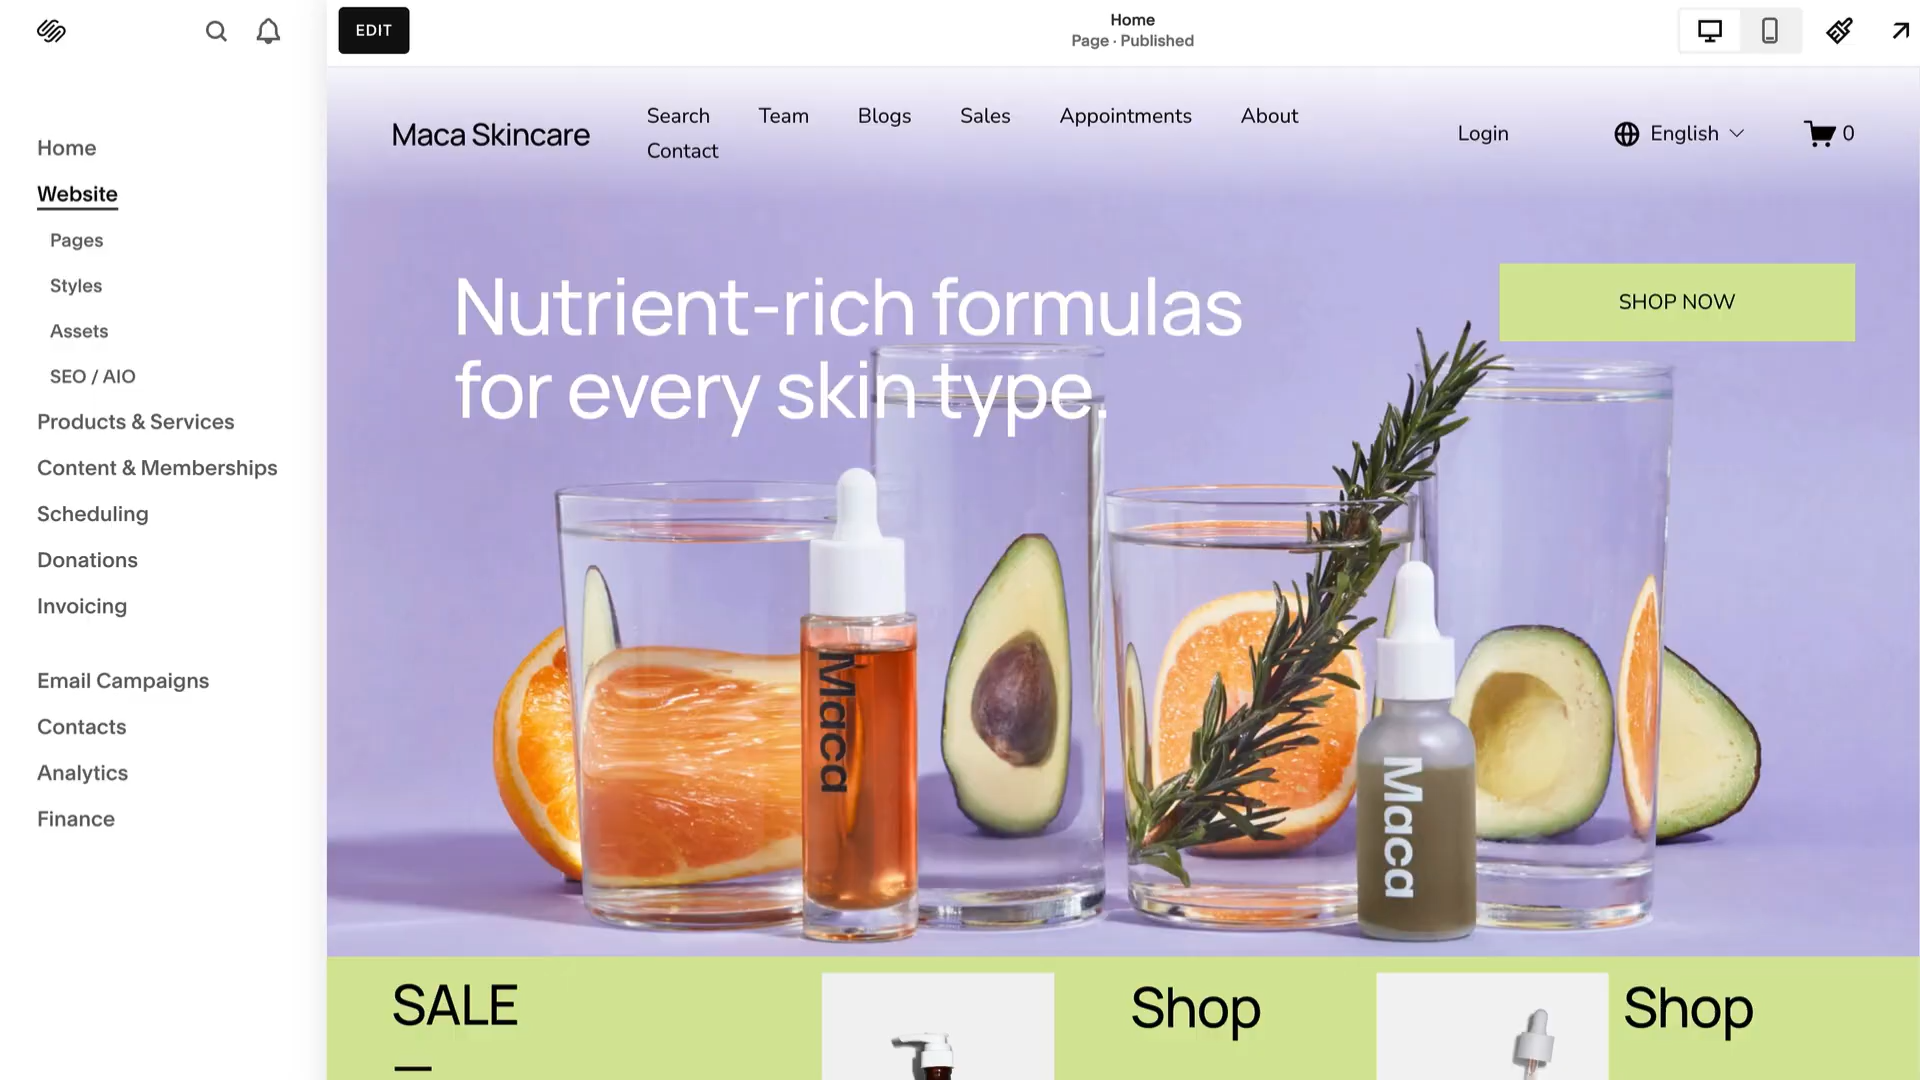 EDIT
Home
Page · Published
Home
Website
Pages
Styles
Assets
SEO / AIO
Products & Services
Content & Memberships
Scheduling
Donations
Invoicing
Email Campaigns
Contacts
Analytics
Finance
Maca Skincare
Search Team Blogs Sales Appointments About
Contact
Login
English
0
Nutrient-rich formulas
for every skin type.
SHOP NOW
Maca
Maca
SALE
Shop
Shop